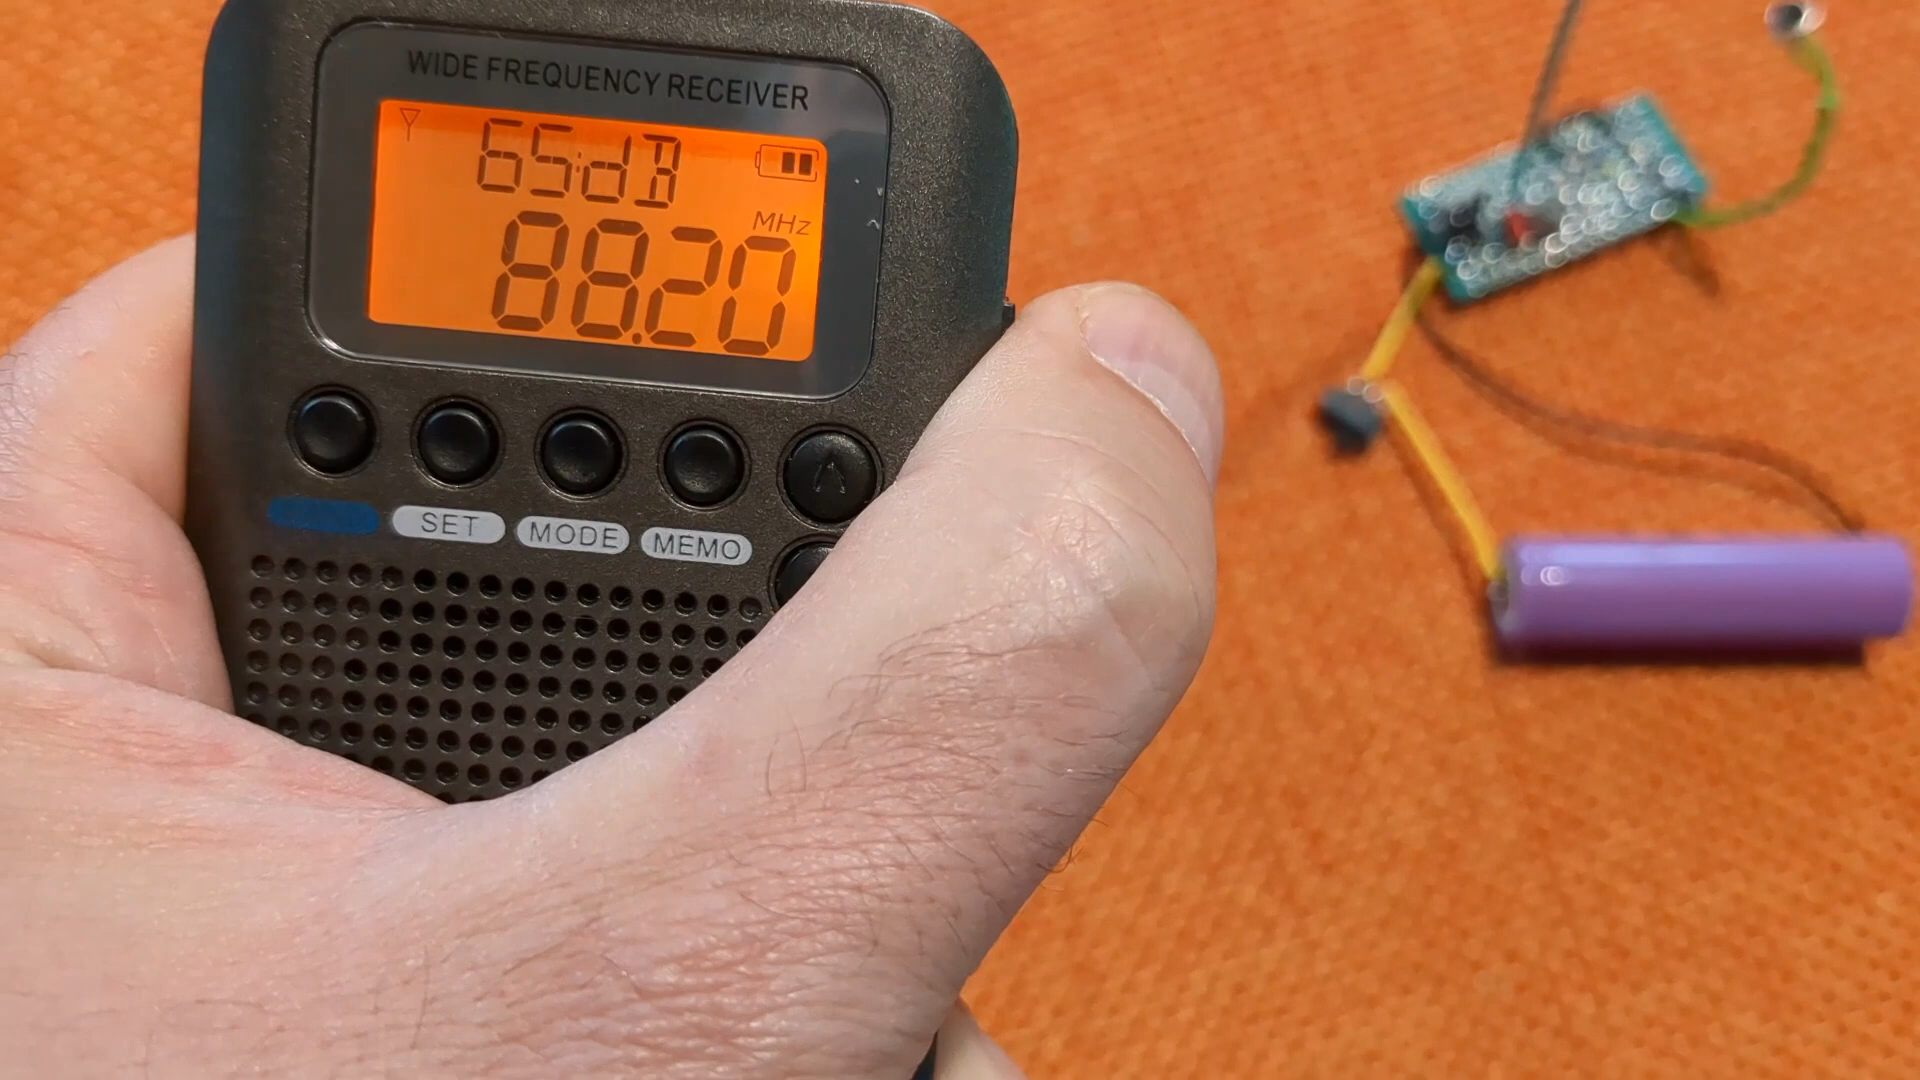 WIDE FREQUENCY RECEIVER
65dB
MHz
88.20
SET MODE MEMO